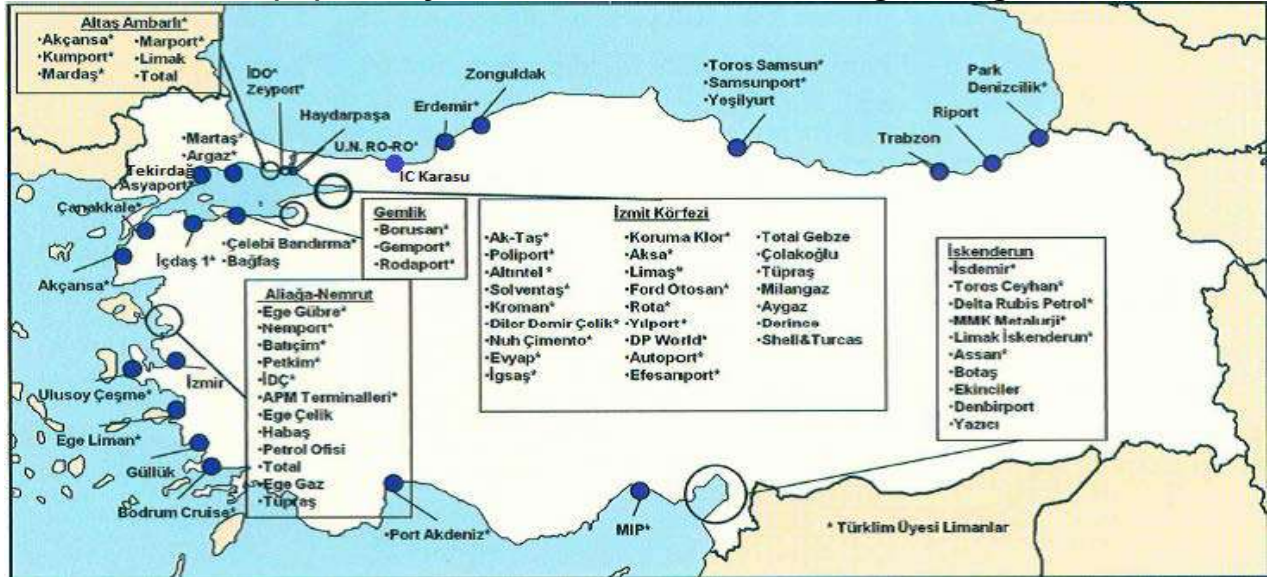 Altaş Ambarlı*
•Akçansa* •Marport*
•Kumport* •Limak
•Mardaş* •Total
İDO*
Zeyport*
Haydarpaşa
U.N. RO-RO*
Erdemir*
Zonguldak
IC Karasu
•Toros Samsun*
•Samsunport*
•Yeşilyurt
Trabzon
Riport
Park
Denizcilik*
•Martaş*
•Argaz*
Tekirdağ
Asyaport*
Çanakkale*
İçdaş 1*
•Çelebi Bandırma*
•Bağfaş
Akçansa*
Gemlik
•Borusan*
•Gemport*
•Rodaport*
İzmit Körfezi
•Ak-Taş* •Koruma Klor* •Total Gebze
•Poliport* •Aksa* •Çolakoğlu
•Altıntel* •Limaş* •Tüpraş
•Solventaş* •Ford Otosan* •Milangaz
•Kroman* •Rota* •Aygaz
•Diler Demir Çelik* •Yılport* •Derince
•Nuh Çimento* •DP World* •Shell&Turcas
•Evyap* •Autoport*
•İgsaş* •Efesanport*
İskenderun
•İsdemir*
•Toros Ceyhan*
•Delta Rubis Petrol*
•MMK Metalurji*
•Limak İskenderun*
•Assan*
•Botaş
•Ekinciler
•Denbirport
•Yazıcı
Aliağa-Nemrut
•Ege Gübre*
•Nemport*
•Batıçim*
•Petkim*
•İDÇ*
•APM Terminalleri*
•Ege Çelik
•Habaş
•Petrol Ofisi
•Total
•Ege Gaz
•Tüpraş
İzmir
Ulusoy Çeşme*
Ege Liman*
Güllük
Bodrum Cruise*
•Port Akdeniz*
MIP*
* Türklim Üyesi Limanlar